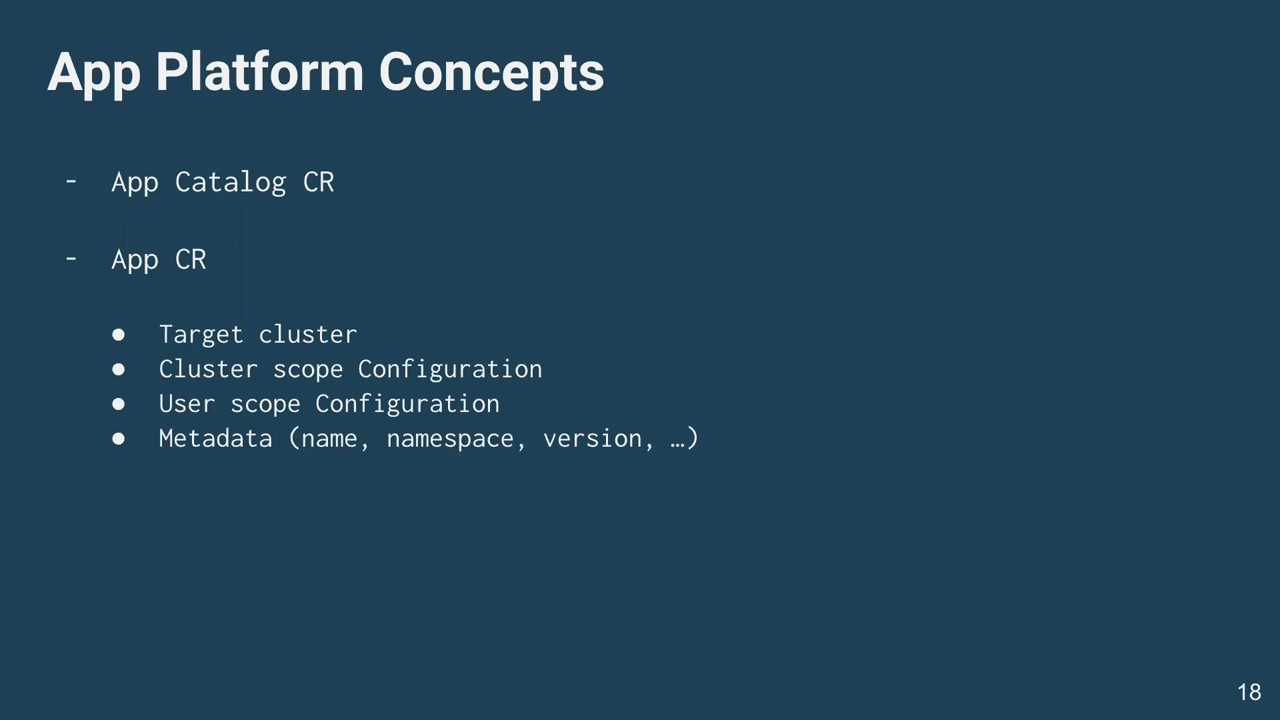 App Platform Concepts
- App Catalog CR
- App CR
● Target cluster
● Cluster scope Configuration
● User scope Configuration
● Metadata (name, namespace, version, …)
18